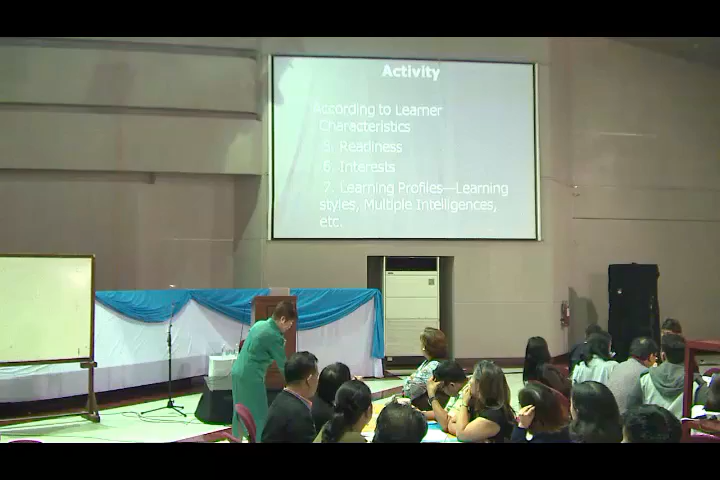 Activity
According to Learner
Characteristics
5. Readiness
6. Interests
7. Learning Profiles—Learning
styles, Multiple Intelligences,
etc.